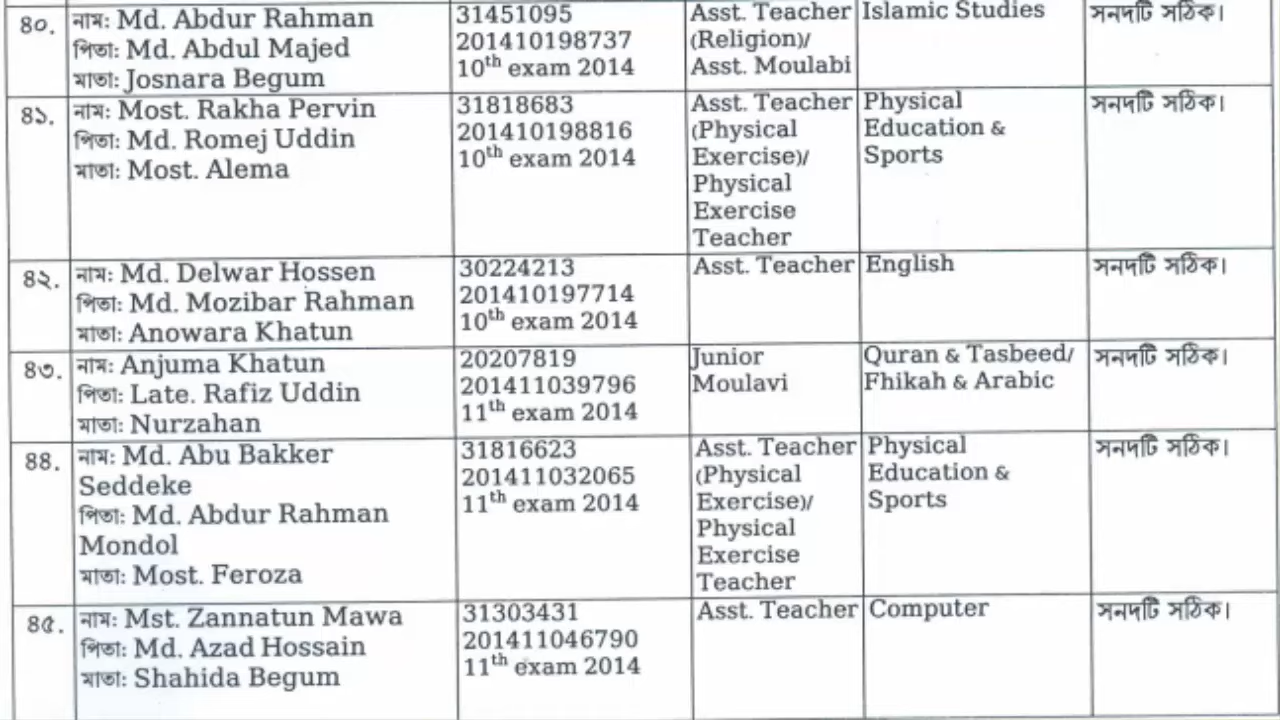 ৪০. নাম: Md. Abdur Rahman
পিতা: Md. Abdul Majed
মাতা: Josnara Begum
31451095
201410198737
10th exam 2014
Asst. Teacher
(Religion)/
Asst. Moulabi
Islamic Studies
সনদটি সঠিক।
৪১. নাম: Most. Rakha Pervin
পিতা: Md. Romej Uddin
মাতা: Most. Alema
31818683
201410198816
10th exam 2014
Asst. Teacher
(Physical
Exercise)/
Physical
Exercise
Teacher
Physical
Education &
Sports
সনদটি সঠিক।
৪২. নাম: Md. Delwar Hossen
পিতা: Md. Mozibar Rahman
মাতা: Anowara Khatun
30224213
201410197714
10th exam 2014
Asst. Teacher
English
সনদটি সঠিক।
৪৩. নাম: Anjuma Khatun
পিতা: Late. Rafiz Uddin
মাতা: Nurzahan
20207819
201411039796
11th exam 2014
Junior
Moulavi
Quran & Tasbeed/
Fhikah & Arabic
সনদটি সঠিক।
৪৪. নাম: Md. Abu Bakker
Seddeke
পিতা: Md. Abdur Rahman
Mondol
মাতা: Most. Feroza
31816623
201411032065
11th exam 2014
Asst. Teacher
(Physical
Exercise)/
Physical
Exercise
Teacher
Physical
Education &
Sports
সনদটি সঠিক।
৪৫. নাম: Mst. Zannatun Mawa
পিতা: Md. Azad Hossain
মাতা: Shahida Begum
31303431
201411046790
11th exam 2014
Asst. Teacher
Computer
সনদটি সঠিক।